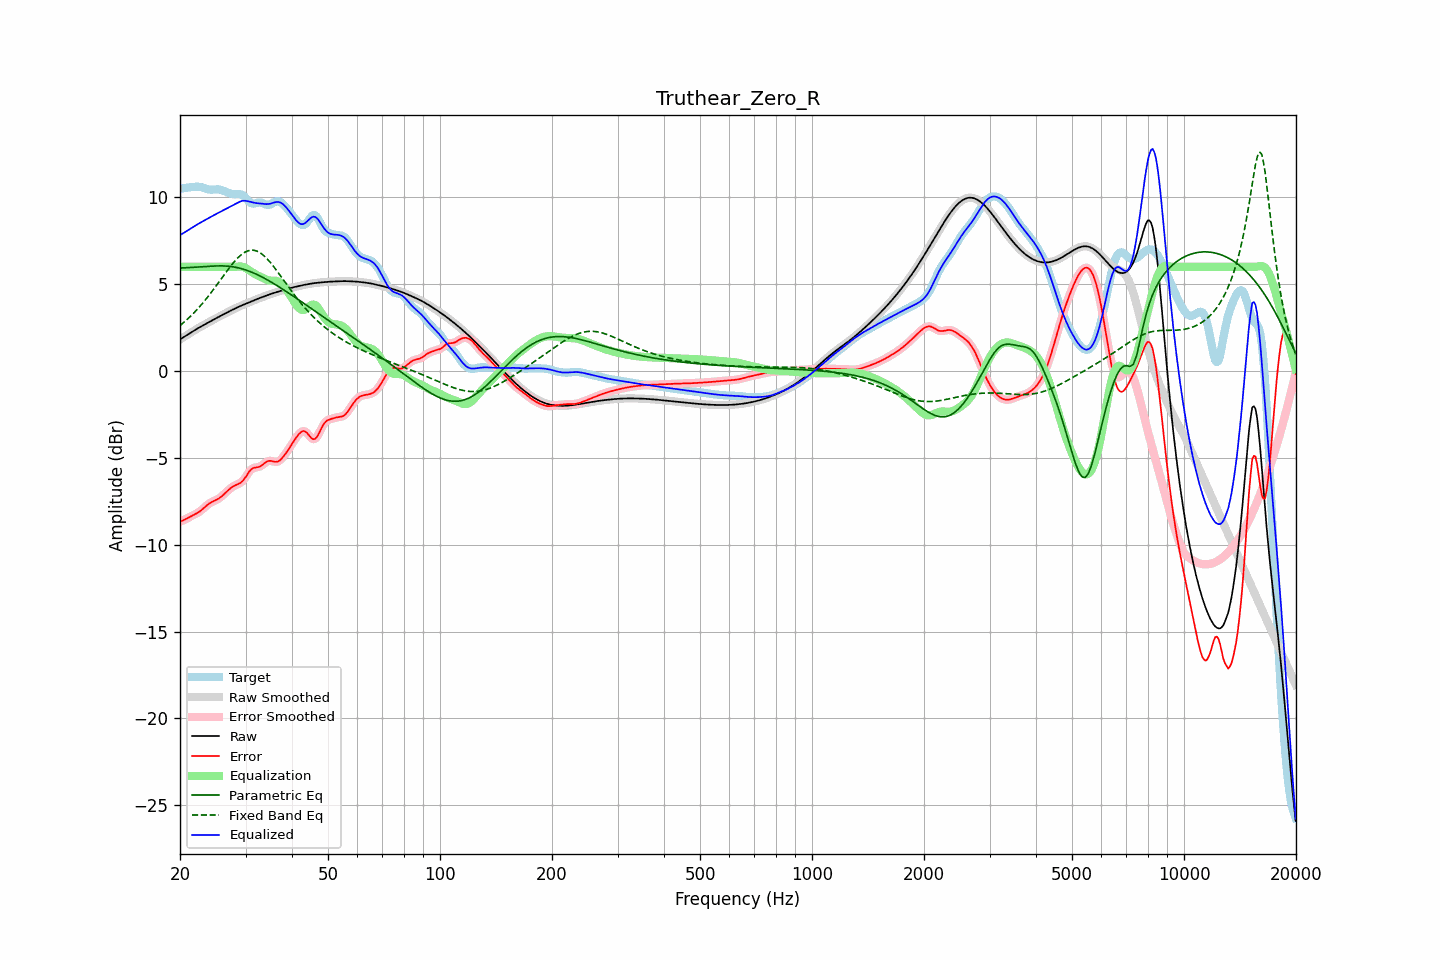 Truthear_Zero_R
Amplitude (dBr)
10
5
0
−5
−10
−15
−20
−25
Target
Raw Smoothed
Error Smoothed
Raw
Error
Equalization
Parametric Eq
Fixed Band Eq
Equalized
20 50 100 200 500 1000 2000 5000 10000 20000
Frequency (Hz)